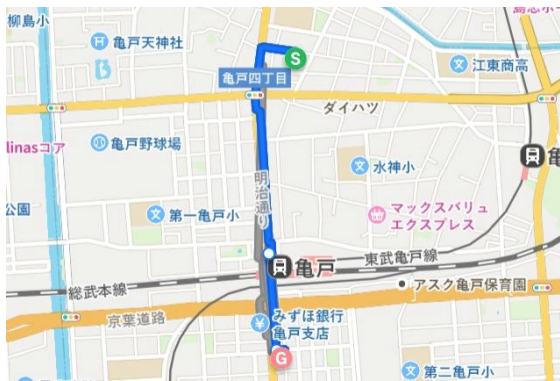 柳島小
亀戸天神社
S
江東商高
亀戸四丁目
ダイハツ
linasコア
亀戸野球場
水神小
亀
公園
第一亀戸小
明治通り
マックスバリュ
エクスプレス
亀戸
東武亀戸線
総武本線
アスク亀戸保育園
京葉道路
みずほ銀行
亀戸支店
G
第二亀戸小